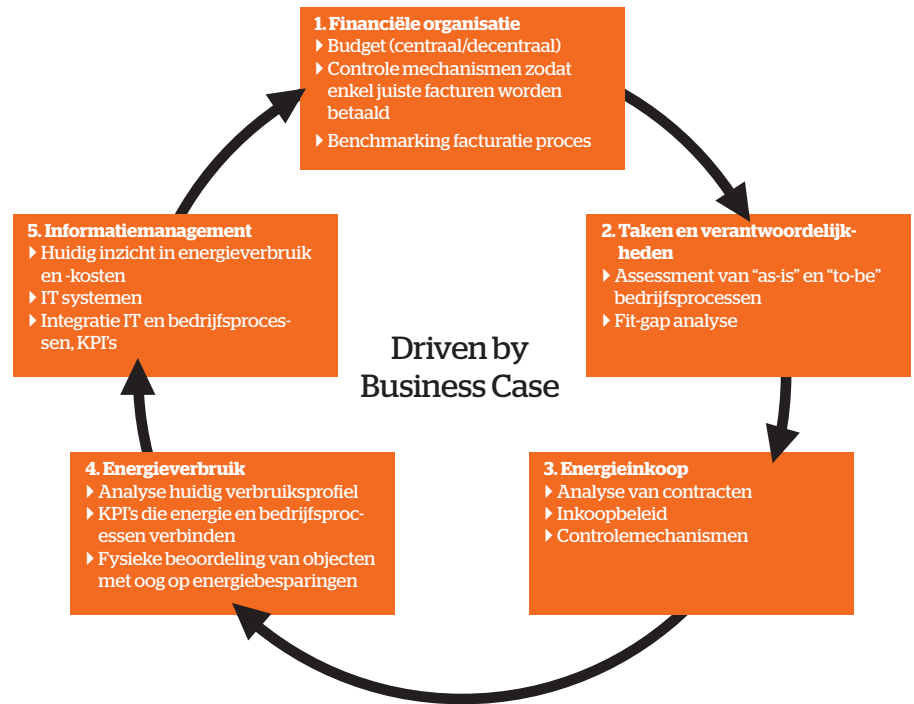 1. Financiële organisatie
Budget (centraal/decentraal)
Controle mechanismen zodat
enkel juiste facturen worden
betaald
Benchmarking facturatie proces
2. Taken en verantwoordelijk-
heden
Assessment van “as-is” en “to-be”
bedrijfsprocessen
Fit-gap analyse
3. Energieinkoop
Analyse van contracten
Inkoopbeleid
Controlemechanismen
4. Energieverbruik
Analyse huidig verbruiksprofiel
KPI's die energie en bedrijfsproc-
essen verbinden
Fysieke beoordeling van objecten
met oog op energiebesparingen
5. Informatiemanagement
Huidig inzicht in energieverbruik
en -kosten
IT systemen
Integratie IT en bedrijfsproces-
sen, KPI's
Driven by
Business Case